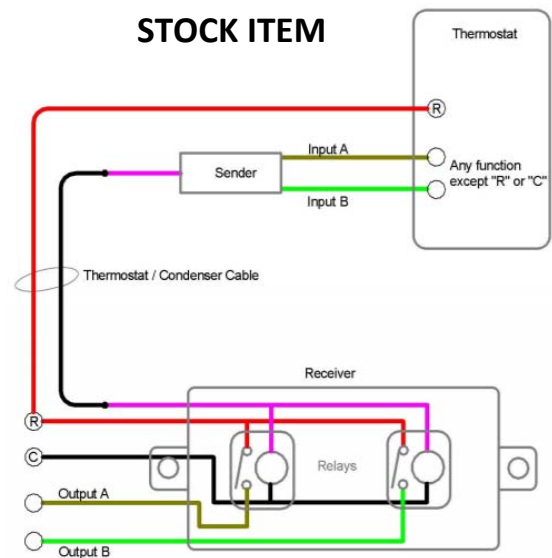 STOCK ITEM
Thermostat
R
Input A
Sender
Any function
except "R" or "C"
Input B
Thermostat / Condenser Cable
Receiver
R
C
Relays
Output A
Output B